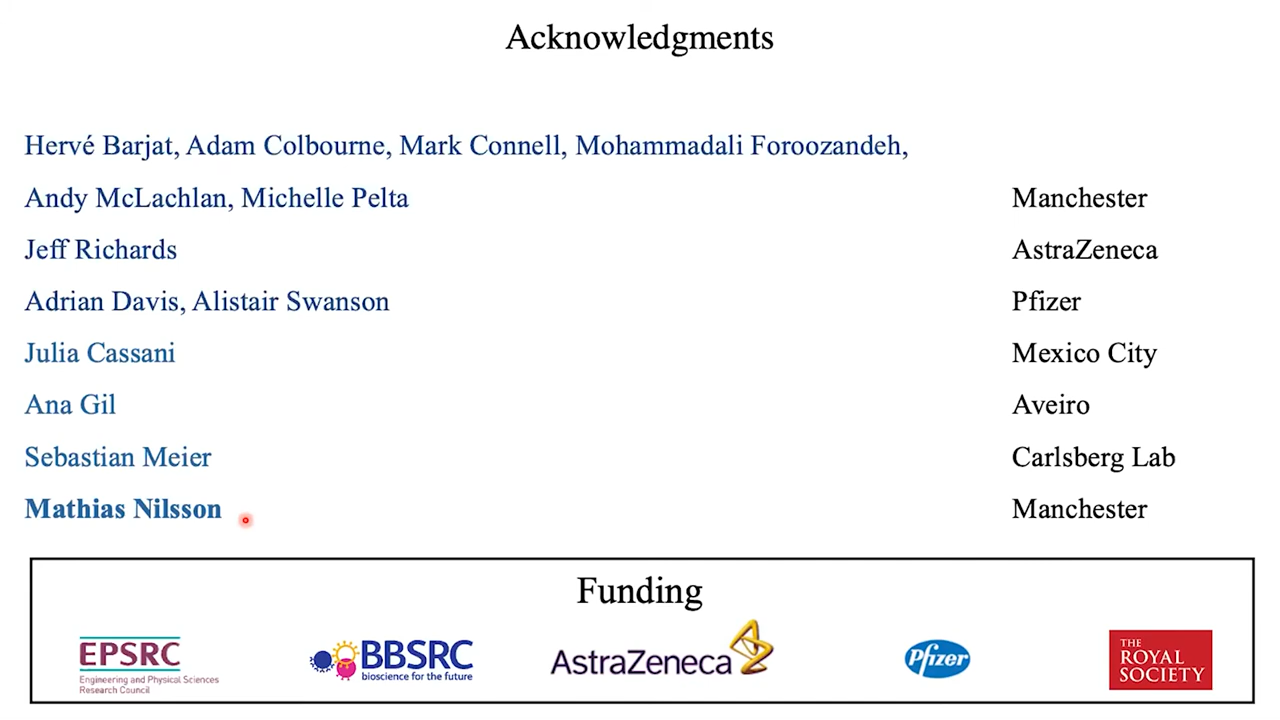 Acknowledgments
Hervé Barjat, Adam Colbourne, Mark Connell, Mohammadali Foroozandeh,
Andy McLachlan, Michelle Pelta Manchester
Jeff Richards AstraZeneca
Adrian Davis, Alistair Swanson Pfizer
Julia Cassani Mexico City
Ana Gil Aveiro
Sebastian Meier Carlsberg Lab
Mathias Nilsson Manchester
Funding
EPSRC
Engineering and Physical Sciences
Research Council
BBSRC
bioscience for the future
AstraZeneca
Pfizer
THE
ROYAL
SOCIETY